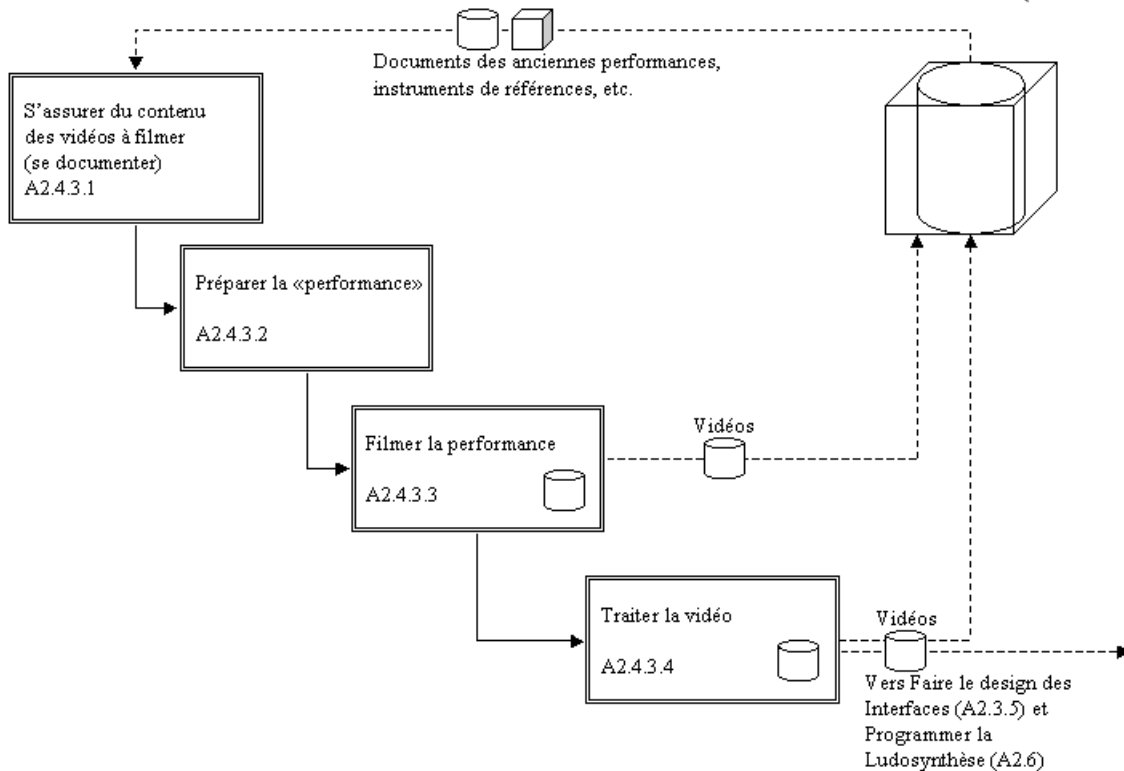 Documents des anciennes performances,
instruments de références, etc.
S’assurer du contenu
des vidéos à filmer
(se documenter)
A2.4.3.1
Préparer la «performance»
A2.4.3.2
Filmer la performance
A2.4.3.3
Vidéos
Traiter la vidéo
A2.4.3.4
Vidéos
Vers Faire le design des
Interfaces (A2.3.5) et
Programmer la
Ludosynthèse (A2.6)